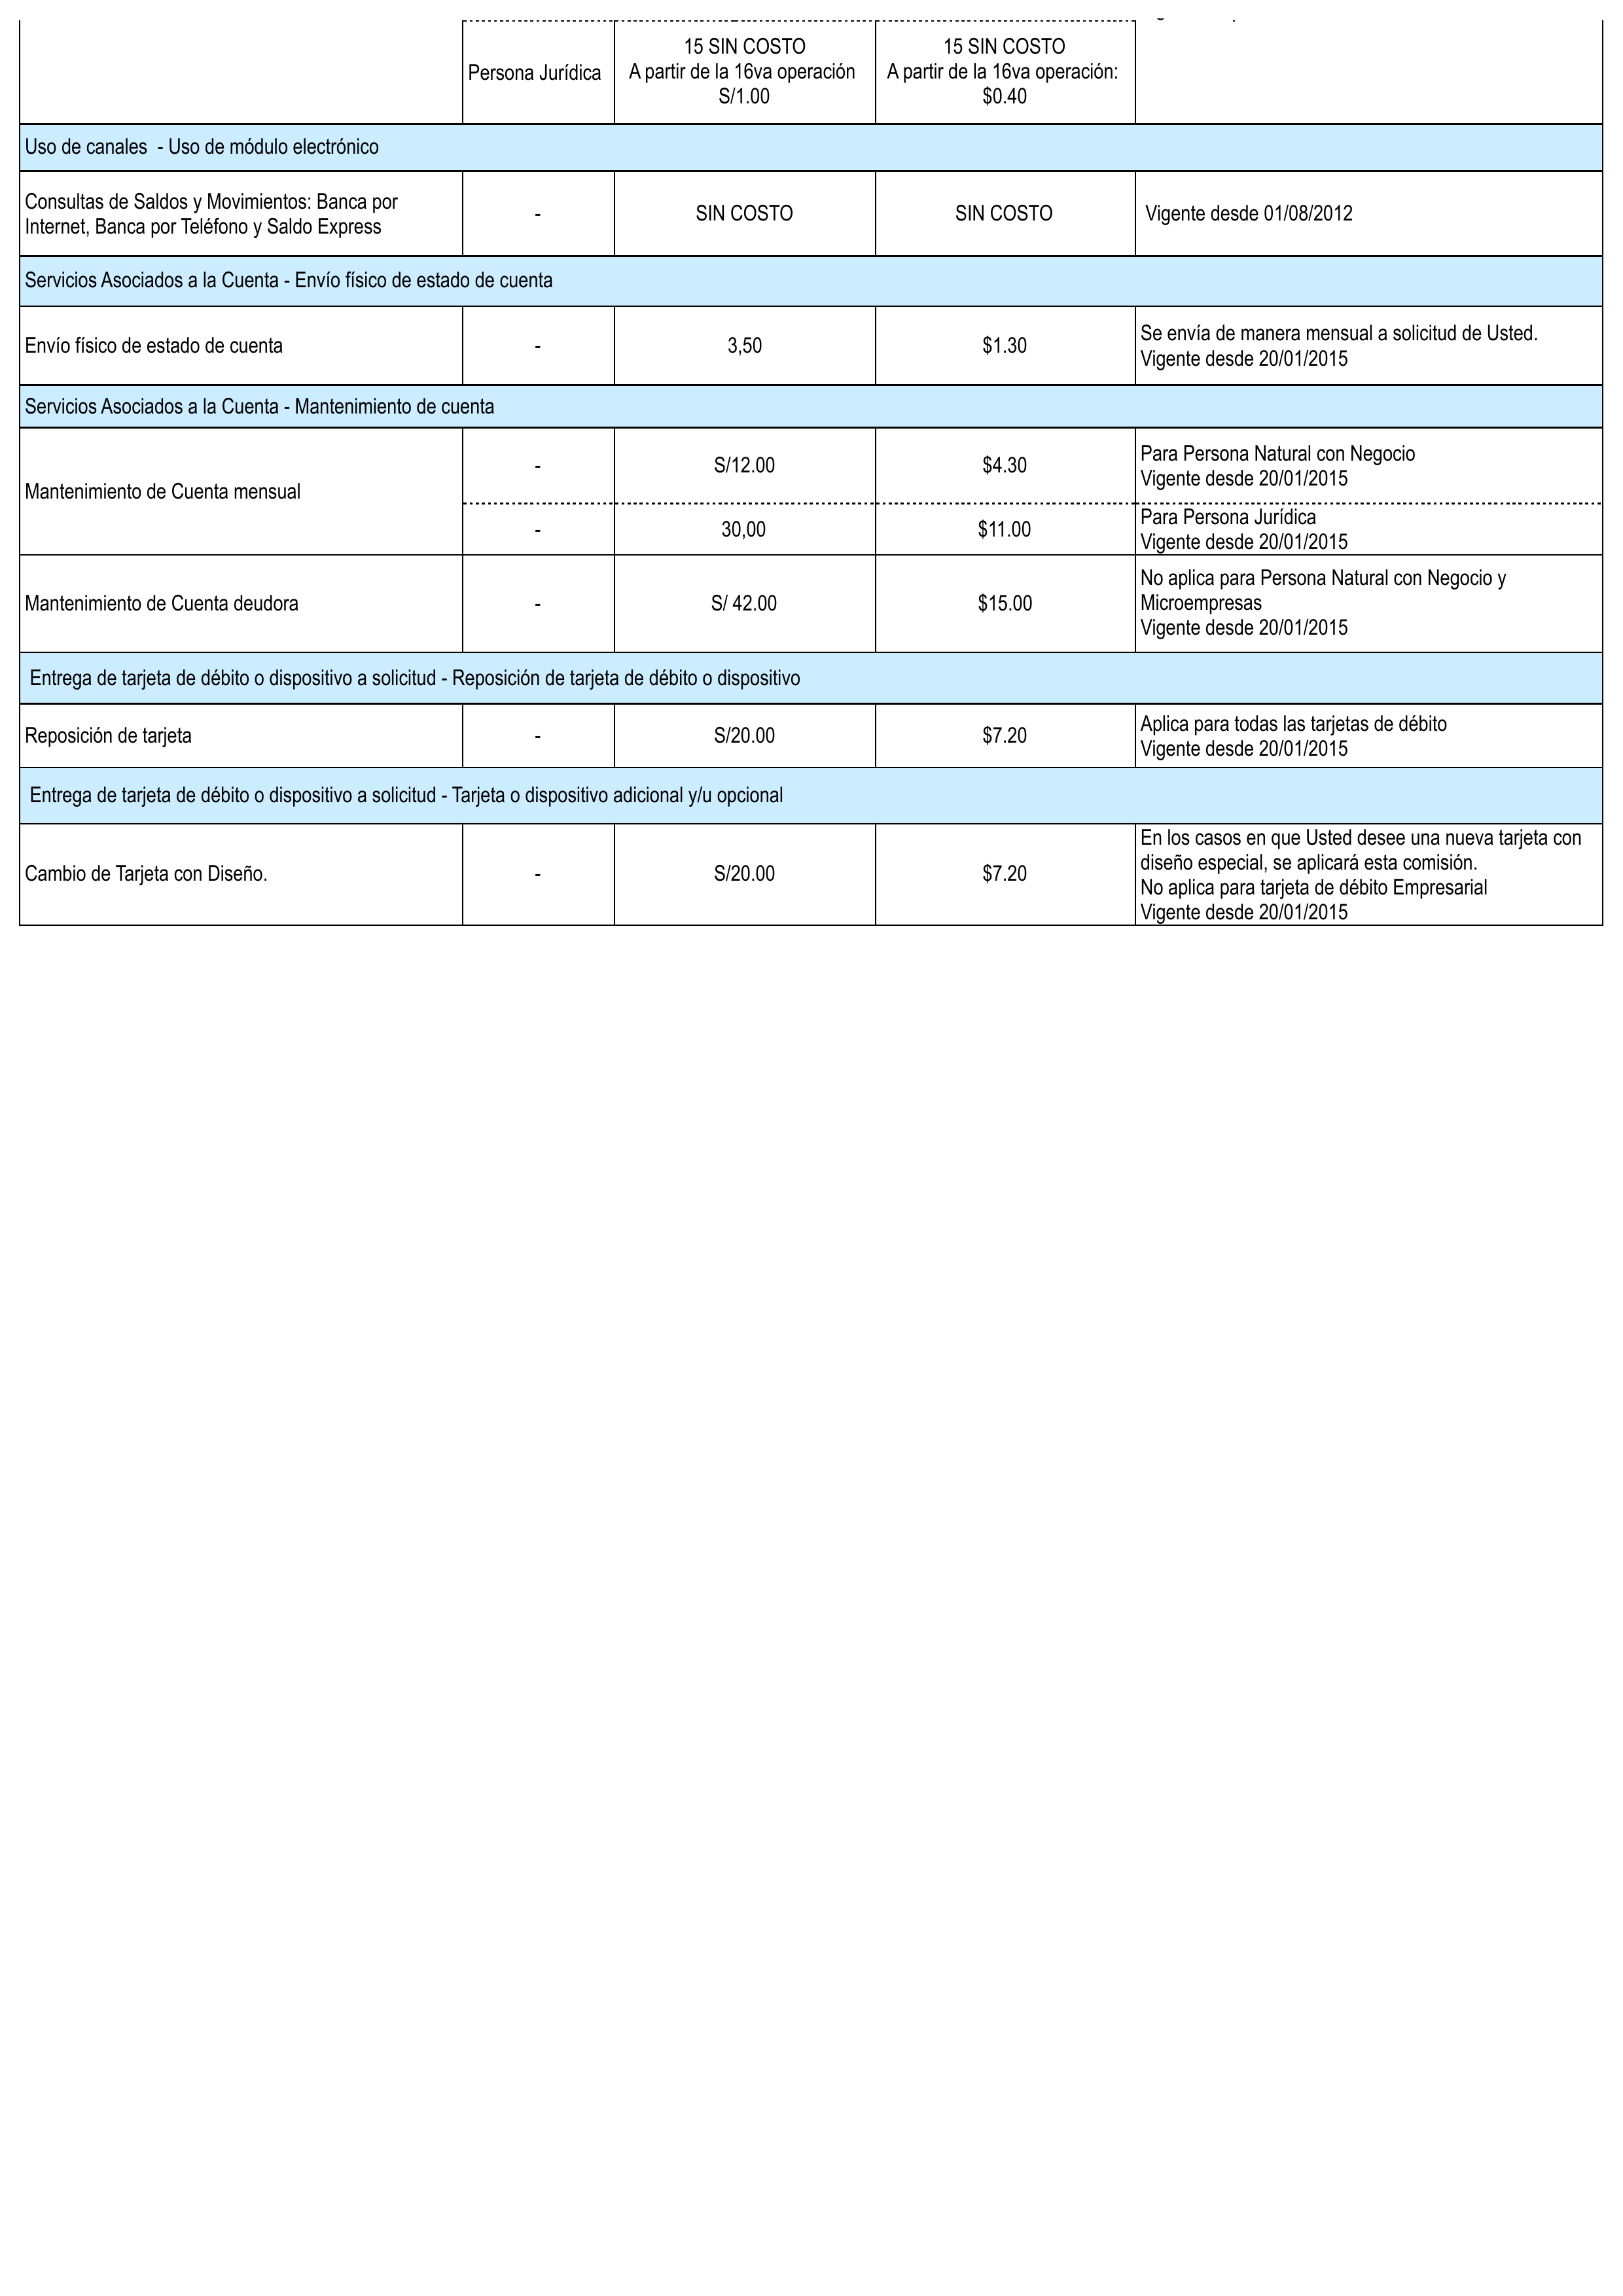 Persona Jurídica
15 SIN COSTO
A partir de la 16va operación
S/1.00
15 SIN COSTO
A partir de la 16va operación:
$0.40
Uso de canales  - Uso de módulo electrónico
Consultas de Saldos y Movimientos: Banca por
Internet, Banca por Teléfono y Saldo Express
-
SIN COSTO
SIN COSTO
Vigente desde 01/08/2012
Servicios Asociados a la Cuenta - Envío físico de estado de cuenta
Envío físico de estado de cuenta
-
3,50
$1.30
Se envía de manera mensual a solicitud de Usted.
Vigente desde 20/01/2015
Servicios Asociados a la Cuenta - Mantenimiento de cuenta
Mantenimiento de Cuenta mensual
-
S/12.00
$4.30
Para Persona Natural con Negocio
Vigente desde 20/01/2015
-
30,00
$11.00
Para Persona Jurídica
Vigente desde 20/01/2015
Mantenimiento de Cuenta deudora
-
S/ 42.00
$15.00
No aplica para Persona Natural con Negocio y
Microempresas
Vigente desde 20/01/2015
Entrega de tarjeta de débito o dispositivo a solicitud - Reposición de tarjeta de débito o dispositivo
Reposición de tarjeta
-
S/20.00
$7.20
Aplica para todas las tarjetas de débito
Vigente desde 20/01/2015
Entrega de tarjeta de débito o dispositivo a solicitud - Tarjeta o dispositivo adicional y/u opcional
Cambio de Tarjeta con Diseño.
-
S/20.00
$7.20
En los casos en que Usted desee una nueva tarjeta con
diseño especial, se aplicará esta comisión.
No aplica para tarjeta de débito Empresarial
Vigente desde 20/01/2015